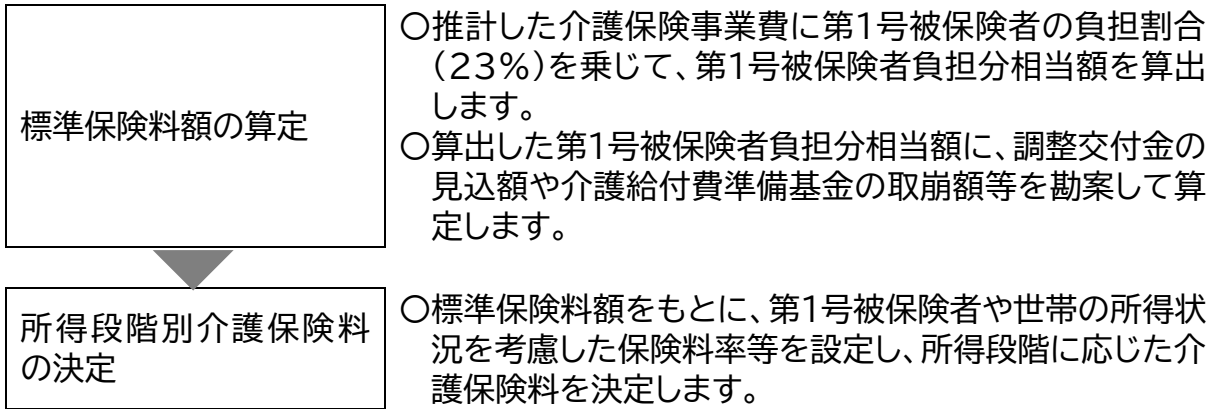 標準保険料額の算定
○推計した介護保険事業費に第1号被保険者の負担割合
(23%)を乗じて、第1号被保険者負担分相当額を算出
します。
○算出した第1号被保険者負担分相当額に、調整交付金の
見込額や介護給付費準備基金の取崩額等を勘案して算
定します。
所得段階別介護保険料
の決定
○標準保険料額をもとに、第1号被保険者や世帯の所得状
況を考慮した保険料率等を設定し、所得段階に応じた介
護保険料を決定します。